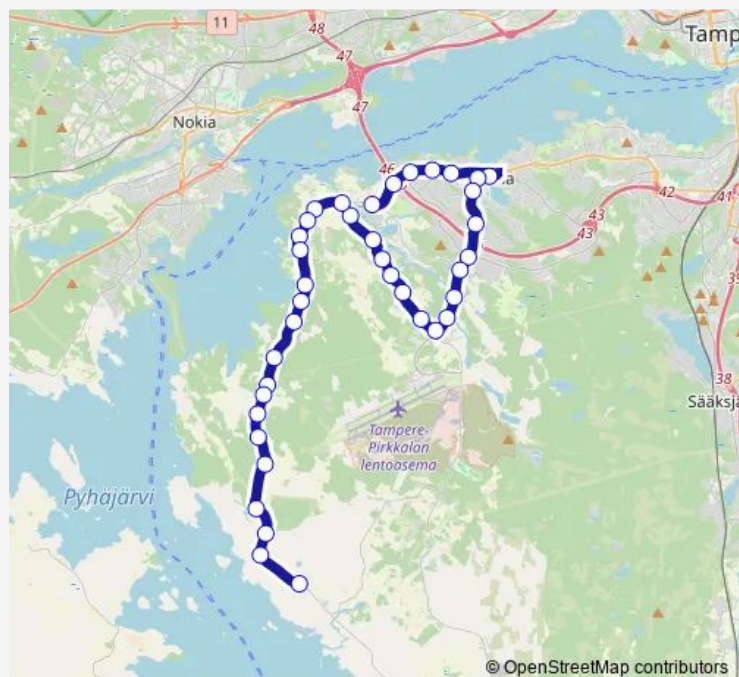 11
48
Tamp
47
47
Nokia
46
42
41
43
43
39
38
Sääksjä
Tampere-
Pirkkalan
lentoasema
Pyhäjärvi
© OpenStreetMap contributors